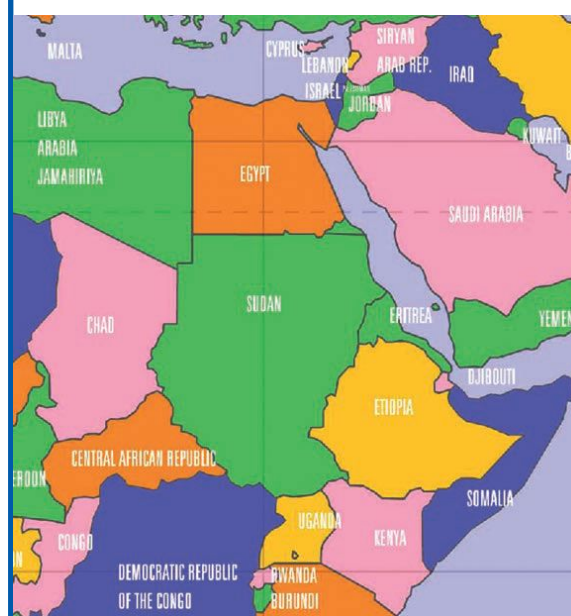 MALTA
CYPRUS
SIRYAN
ARAB REP.
LEBANON
ISRAEL
IRAQ
JORDAN
LIBYA
ARABIA
JAMAHIRIYA
EGYPT
KUWAIT
SAUDI ARABIA
CHAD
SUDAN
ERITREA
YEMEN
DJIBOUTI
ETIOPIA
CENTRAL AFRICAN REPUBLIC
EROON
SOMALIA
UGANDA
KENYA
CONGO
DEMOCRATIC REPUBLIC
OF THE CONGO
RWANDA
BURUNDI